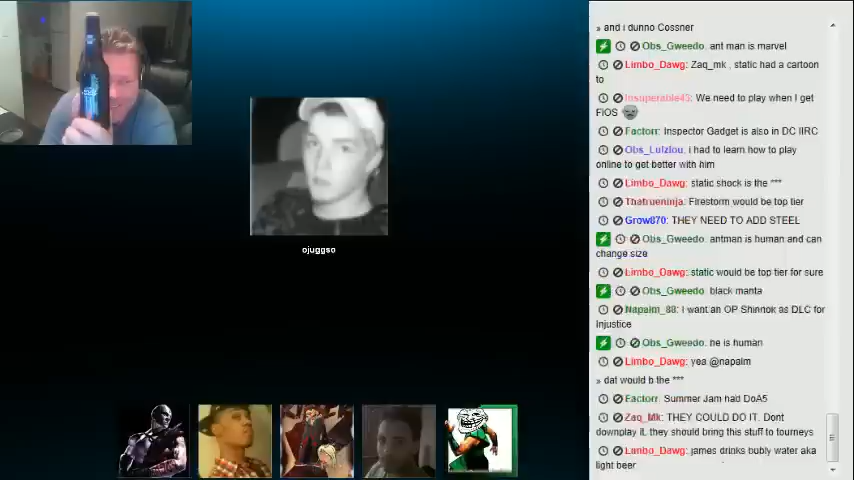 » and i dunno Cossner
Obs_Gweedo: ant man is marvel
Limbo_Dawg: Zaq_mk , static had a cartoon
to
Insuperable43: We need to play when I get
FiOS
Factorr: Inspector Gadget is also in DC IIRC
Obs_Lulzlou: i had to learn how to play
online to get better with him
Limbo_Dawg: static shock is the ***
Thatrueninja: Firestorm would be top tier
Grow870: THEY NEED TO ADD STEEL
Obs_Gweedo: antman is human and can
change size
Limbo_Dawg: static would be top tier for sure
Obs_Gweedo: black manta
Napalm_88: I want an OP Shinnok as DLC for
Injustice
Obs_Gweedo: he is human
Limbo_Dawg: yea @napalm
» dat would b the ***
Factorr: Summer Jam had DoA5
Zaq_Mk: THEY COULD DO IT. Dont
downplay it. they should bring this stuff to tourneys
Limbo_Dawg: james drinks bubly water aka
light beer
ojuggso